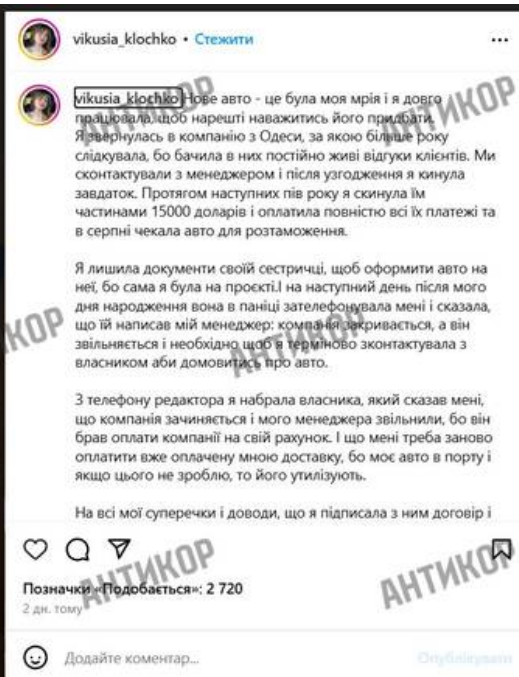 vikusia_klochko • Стежити
vikusia_klochko Нове авто - це була моя мрія і я довго
працювала, щоб нарешті наважитись його придбати.
Я звернулась в компанію з Одеси, за якою більше року
слідкувала, бо бачила в них постійно живі відгуки клієнтів. Ми
сконтактували з менеджером і після узгодження я кинула
завдаток. Протягом наступних пів року я скинула їм
частинами 15000 доларів і оплатила повністю всі їх платежі та
в серпні чекала авто для розтаможення.
Я лишила документи своїй сестричці, щоб оформити авто на
неї, бо сама я була на проєкті.І на наступний день після мого
дня народження вона в паніці зателефонувала мені і сказала,
що їй написав мій менеджер: компанія закривається, а він
звільняється і необхідно щоб я терміново зконтактувала з
власником аби домовитись про авто.
З телефону редактора я набрала власника, який сказав мені,
що компанія зачиняється і мого менеджера звільнили, бо він
брав оплати компанії на свій рахунок. І що мені треба заново
оплатити вже оплачену мною доставку, бо моє авто в порту і
якщо цього не зроблю, то його утилізують.
На всі мої суперечки і доводи, що я підписала з ним договір і
Позначки «Подобається»: 2 720
2 дн. тому
Додайте коментар...
Опублікувати
АНТИКОР
АНТИКОР
КОР
АНТИКОР
АНТИКОР
АНТИКОР